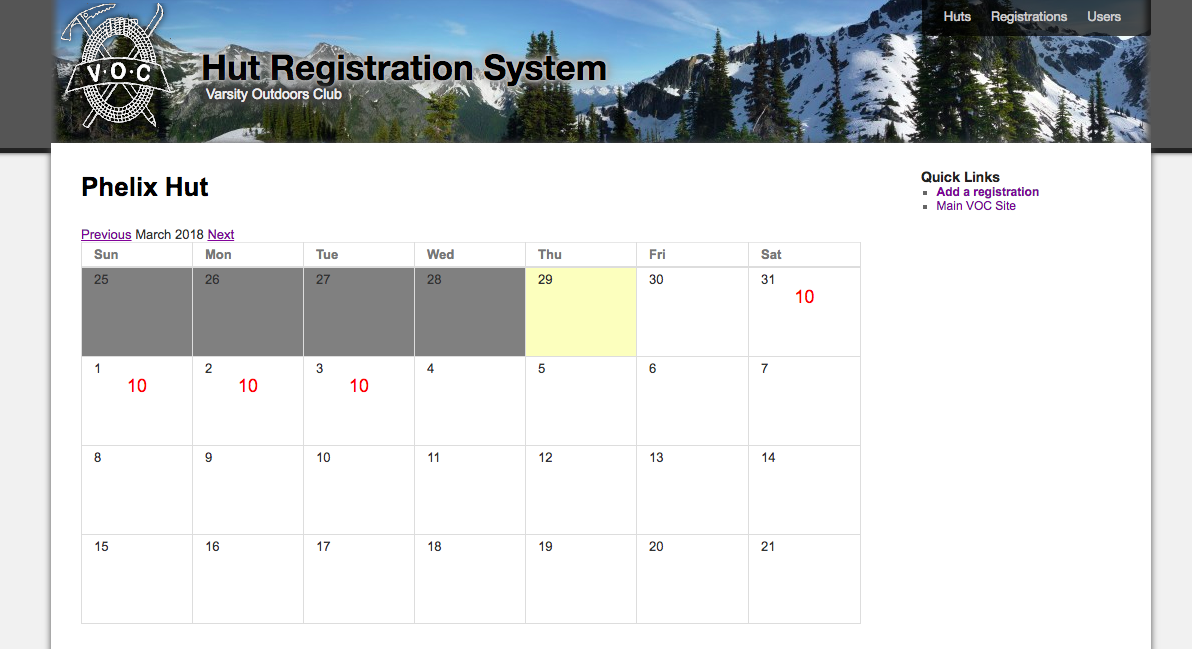 Huts Registrations Users
V·O·C
Hut Registration System
Varsity Outdoors Club
Phelix Hut
Previous March 2018 Next
Sun Mon Tue Wed Thu Fri Sat
25 26 27 28 29 30 31
10
1 2 3 4 5 6 7
10 10 10
8 9 10 11 12 13 14
15 16 17 18 19 20 21
Quick Links
Add a registration
Main VOC Site